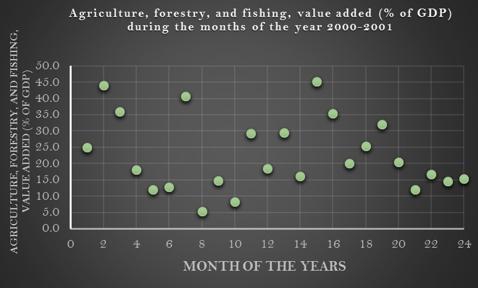 Agriculture, forestry, and fishing, value added (% of GDP)
during the months of the year 2000-2001
AGRICULTURE, FORESTRY, AND FISHING,
VALUE ADDED (% OF GDP)
50.0
45.0
40.0
35.0
30.0
25.0
20.0
15.0
10.0
5.0
0.0
0 2 4 6 8 10 12 14 16 18 20 22 24
MONTH OF THE YEARS